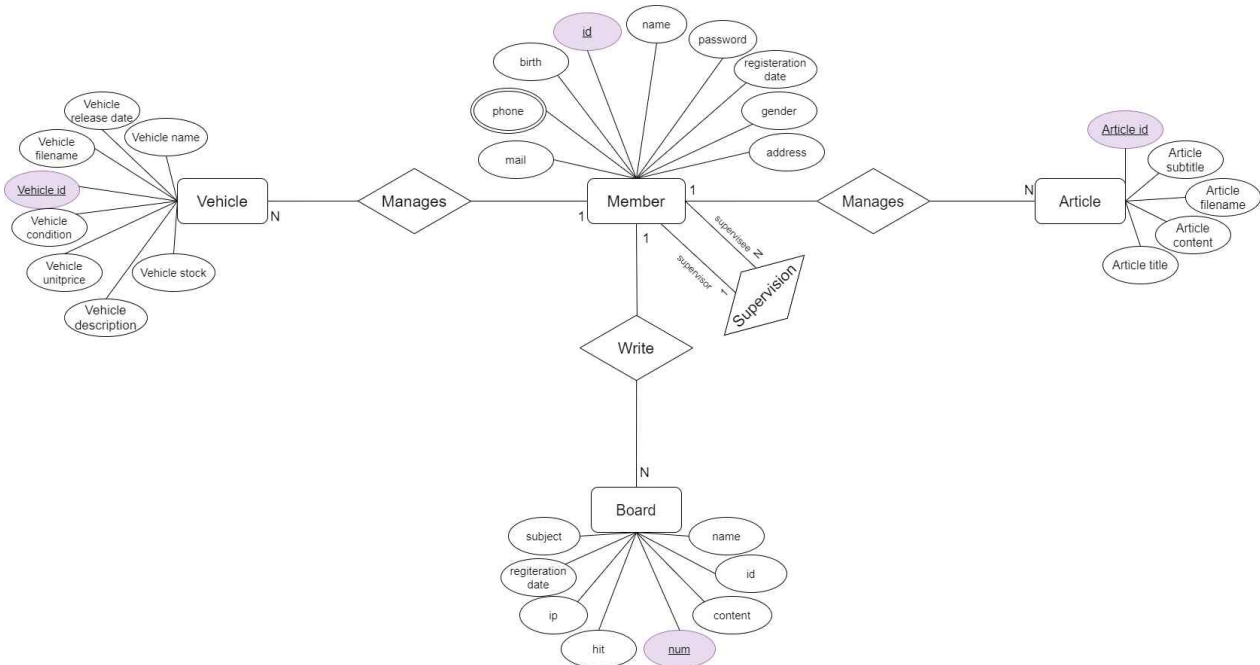 id
name
password
birth
registeration
date
phone
gender
mail
address
Vehicle
release date
Vehicle name
Vehicle
filename
Vehicle id
Vehicle
condition
Vehicle
unitprice
Vehicle stock
Vehicle
description
Vehicle
N
Manages
1
Member
1
1
Manages
N
Article
Article id
Article
subtitle
Article
filename
Article
content
Article title
supervisee
N
supervisor
1
Supervision
Write
N
Board
subject
name
regiteration
date
id
ip
content
hit
num